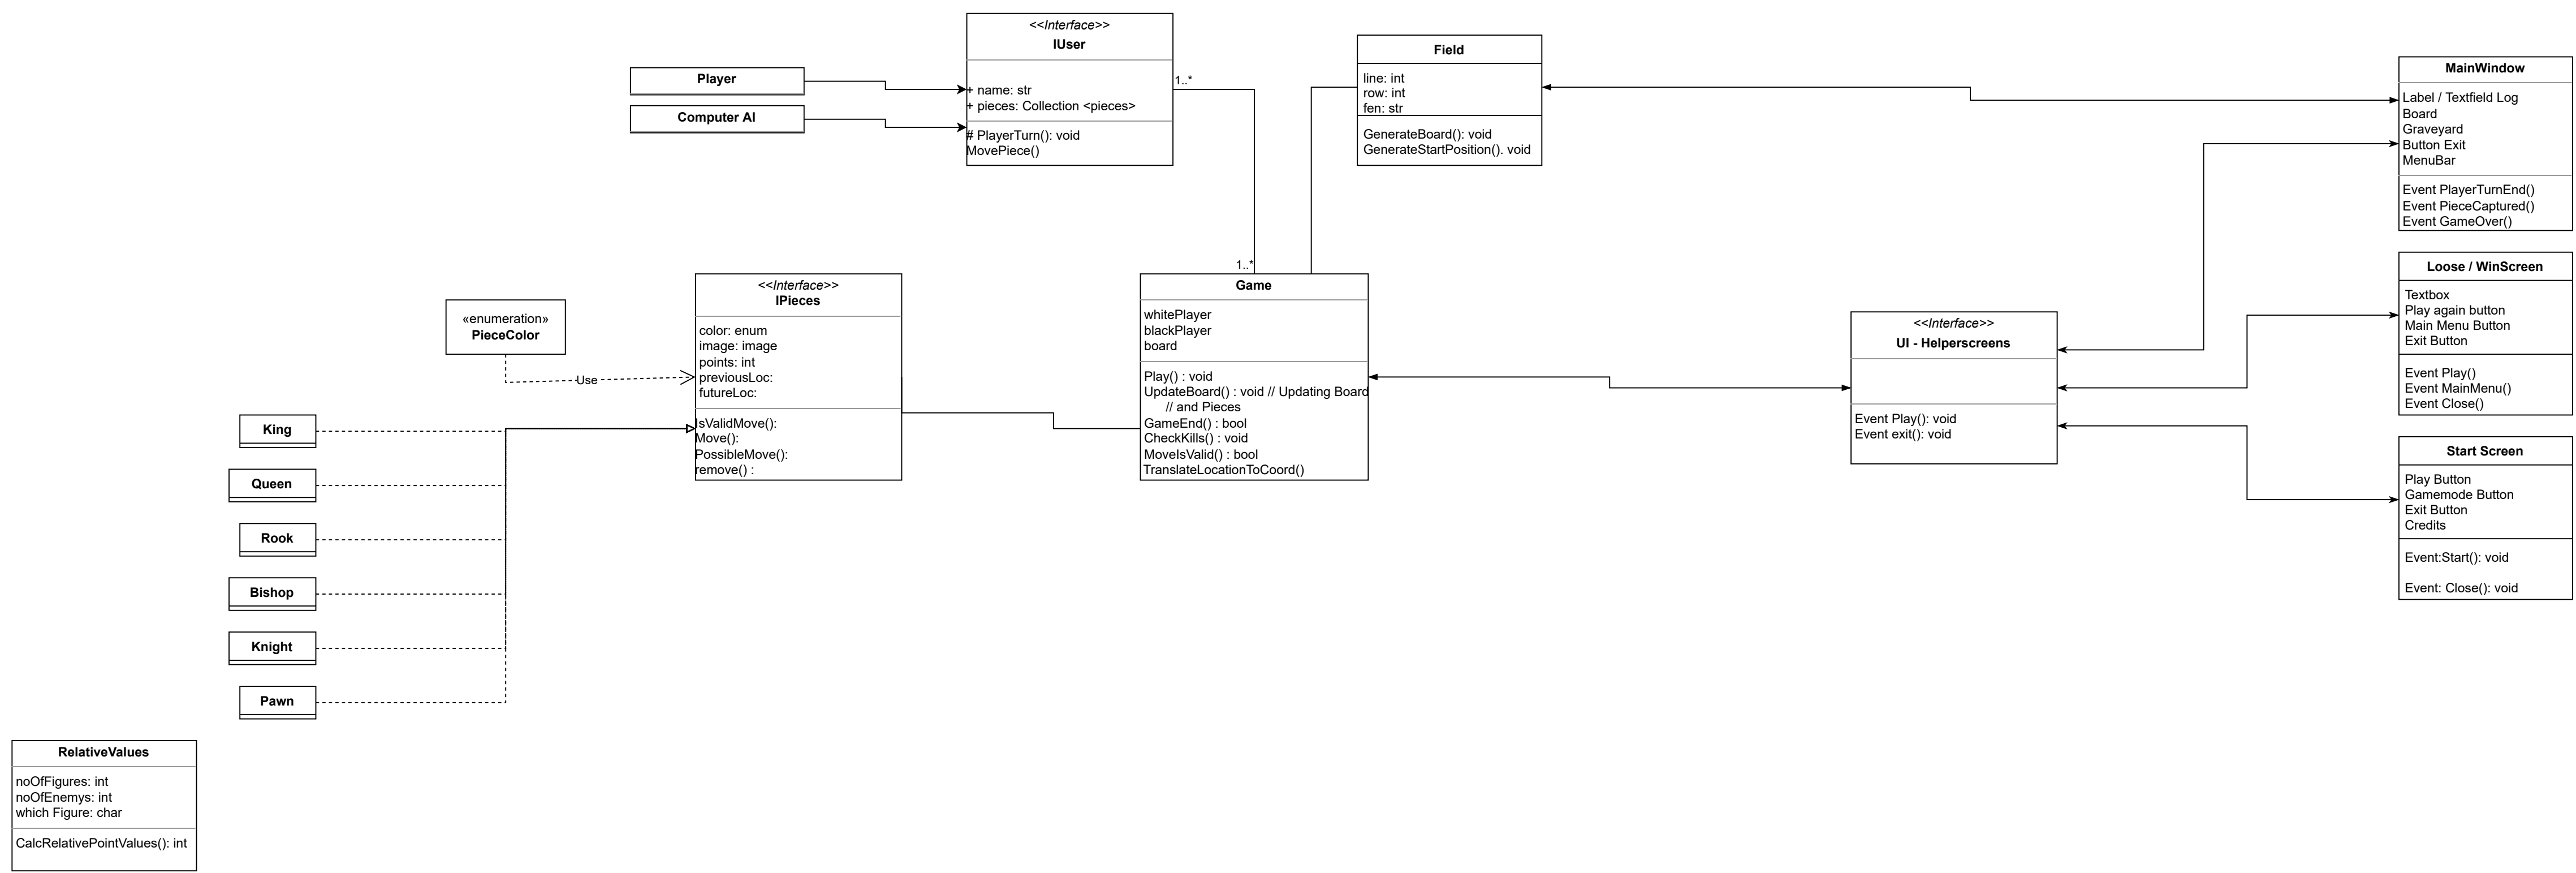 Player
Computer AI
<<Interface>>
IUser
+ name: str
+ pieces: Collection <pieces>
# PlayerTurn(): void
MovePiece()
1..*
1..*
Field
line: int
row: int
fen: str
GenerateBoard(): void
GenerateStartPosition(). void
MainWindow
Label / Textfield Log
Board
Graveyard
Button Exit
MenuBar
Event PlayerTurnEnd()
Event PieceCaptured()
Event GameOver()
«enumeration»
PieceColor
Use
<<Interface>>
IPieces
color: enum
image: image
points: int
previousLoc:
futureLoc:
IsValidMove():
Move():
PossibleMove():
remove() :
Game
whitePlayer
blackPlayer
board
Play() : void
UpdateBoard() : void // Updating Board
// and Pieces
GameEnd() : bool
CheckKills() : void
MoveIsValid() : bool
TranslateLocationToCoord()
<<Interface>>
UI - Helperscreens
Event Play(): void
Event exit(): void
Loose / WinScreen
Textbox
Play again button
Main Menu Button
Exit Button
Event Play()
Event MainMenu()
Event Close()
Start Screen
Play Button
Gamemode Button
Exit Button
Credits
Event:Start(): void
Event: Close(): void
King
Queen
Rook
Bishop
Knight
Pawn
RelativeValues
noOfFigures: int
noOfEnemys: int
which Figure: char
CalcRelativePointValues(): int